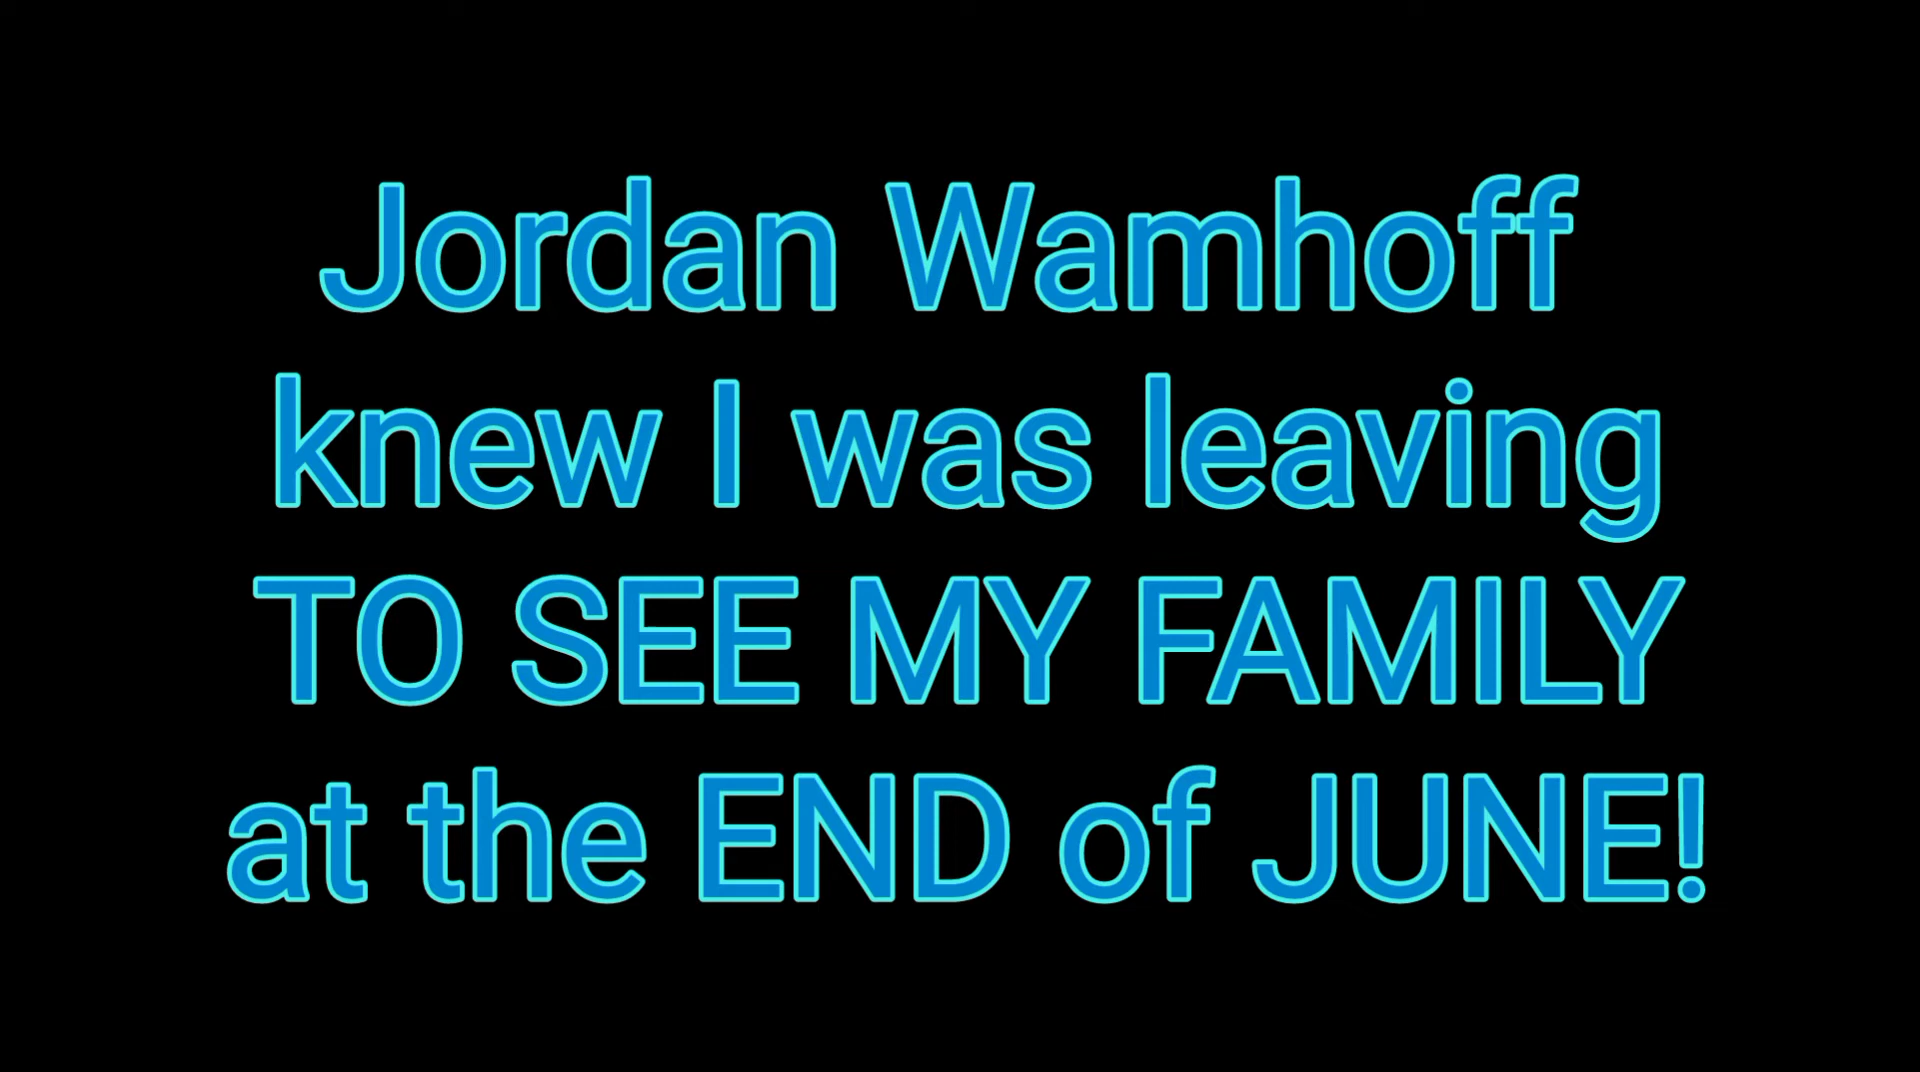 Jordan Wamhoff
knew I was leaving
TO SEE MY FAMILY
at the END of JUNE!